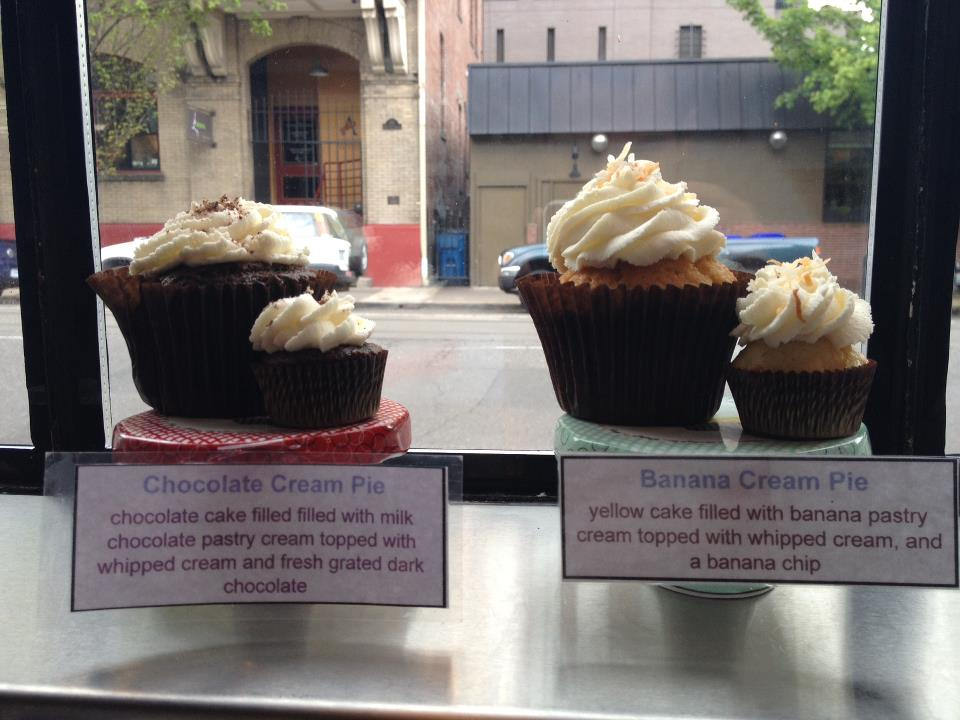 Chocolate Cream Pie
chocolate cake filled filled with milk
chocolate pastry cream topped with
whipped cream and fresh grated dark
chocolate
Banana Cream Pie
yellow cake filled with banana pastry
cream topped with whipped cream, and
a banana chip